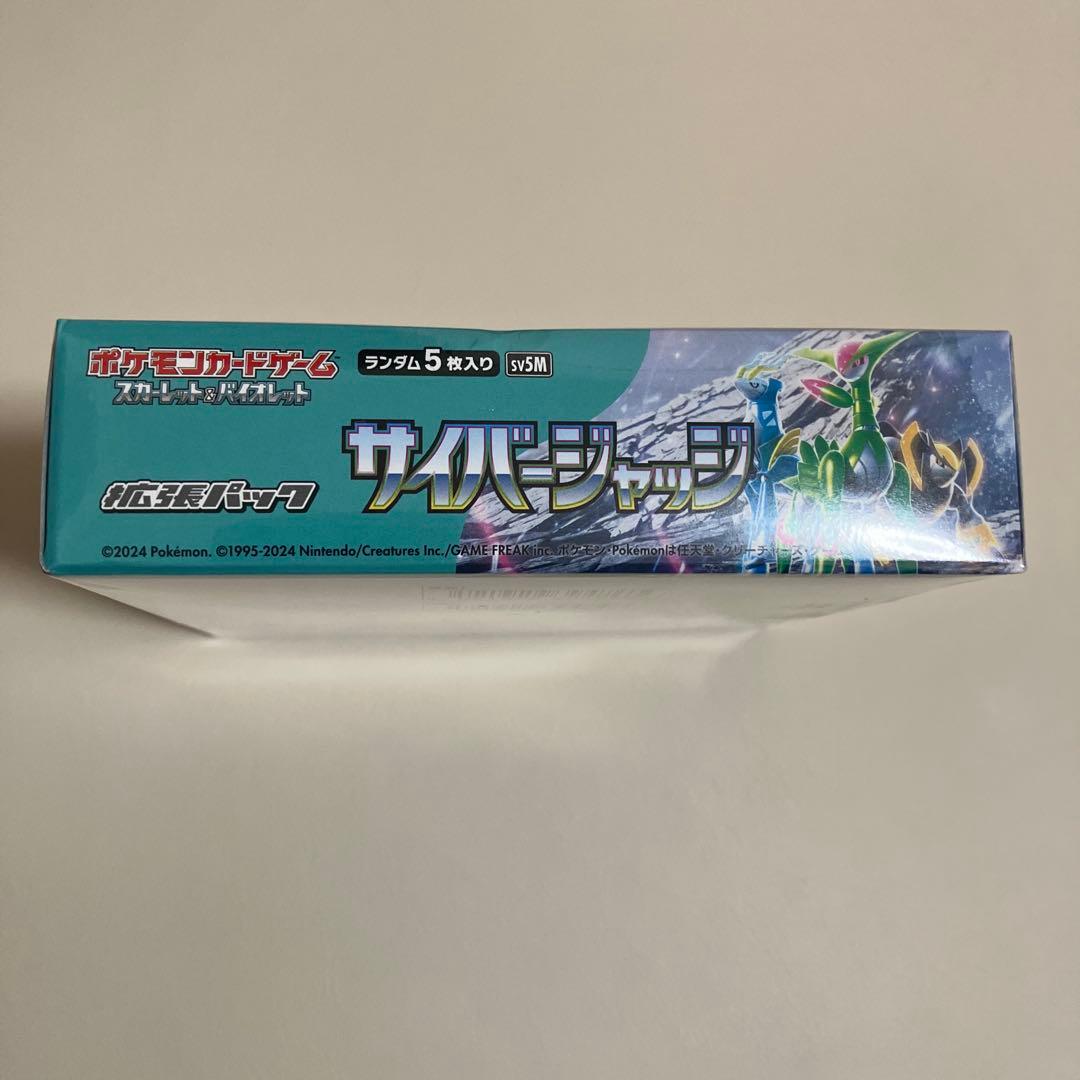 ポケモンカードゲーム
スカーレット&バイオレット
ランダム5枚入り SV5M
サイバージャッジ
拡張パック
©2024 Pokémon. ©1995-2024 Nintendo/Creatures Inc./GAME FREAK inc. ポケモン・Pokémonは任天堂・クリーチャーズ・ゲー